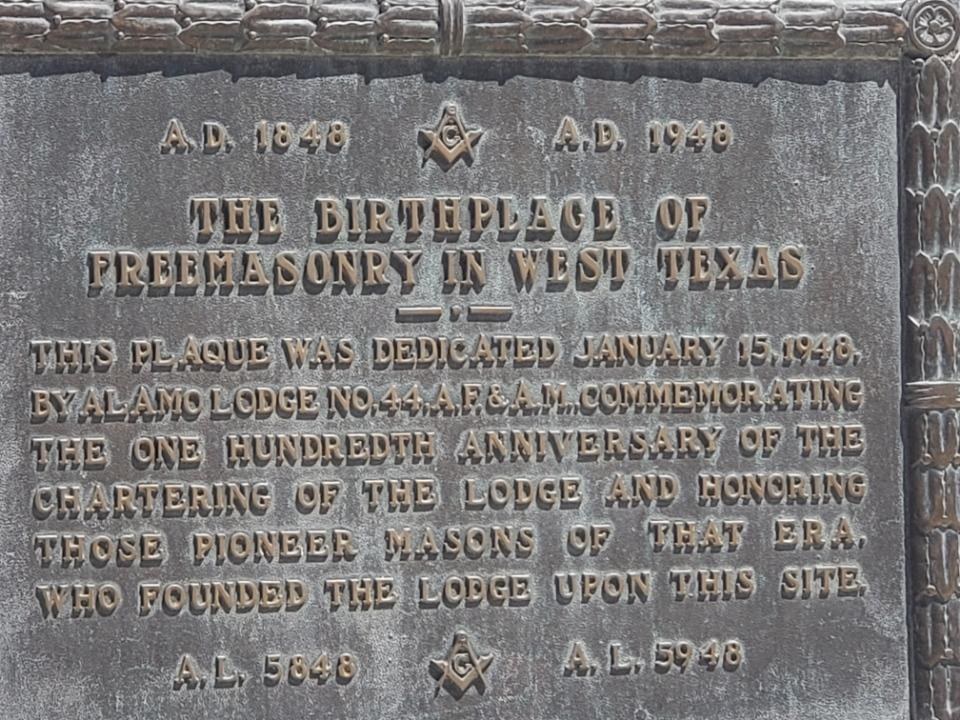 A.D. 1848 G A.D. 1948
THE BIRTHPLACE OF
FREEMASONRY IN WEST TEXAS
THIS PLAQUE WAS DEDICATED JANUARY 15, 1948,
BY ALAMO LODGE NO. 44, A.F. & A.M. COMMEMORATING
THE ONE HUNDREDTH ANNIVERSARY OF THE
CHARTERING OF THE LODGE AND HONORING
THOSE PIONEER MASONS OF THAT ERA,
WHO FOUNDED THE LODGE UPON THIS SITE.
A.L. 5848 G A.L. 5948